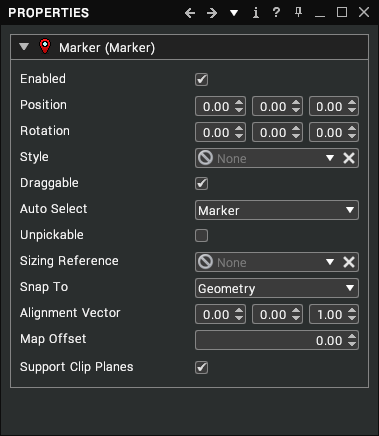 PROPERTIES
Marker (Marker)
Enabled
Position 0.00 0.00 0.00
Rotation 0.00 0.00 0.00
Style None
Draggable
Auto Select Marker
Unpickable
Sizing Reference None
Snap To Geometry
Alignment Vector 0.00 0.00 1.00
Map Offset 0.00
Support Clip Planes